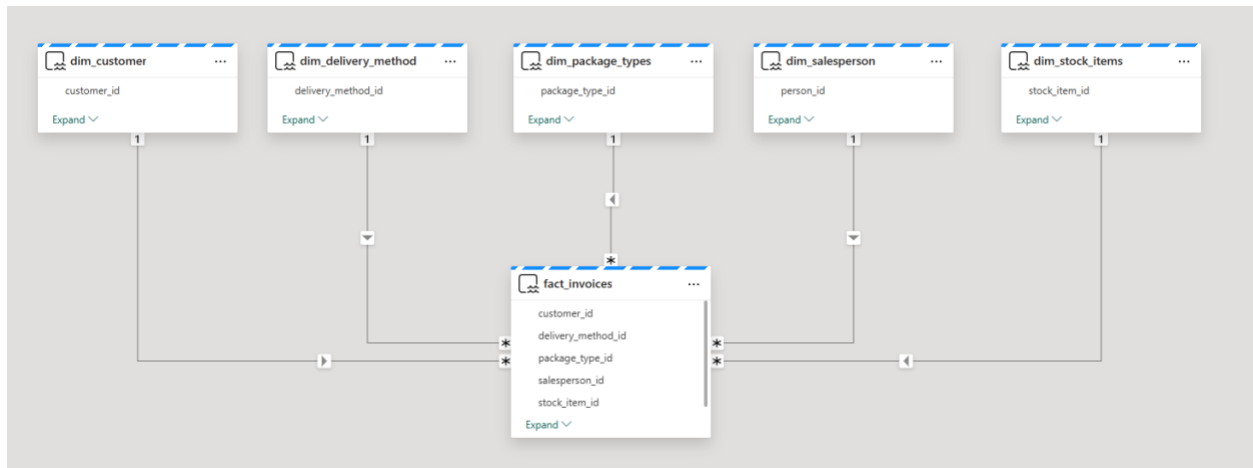 dim_customer ...
customer_id
Expand
dim_delivery_method ...
delivery_method_id
Expand
dim_package_types ...
package_type_id
Expand
dim_salesperson ...
person_id
Expand
dim_stock_items ...
stock_item_id
Expand
1
1
1
1
1
*
*
*
*
*
fact_invoices ...
customer_id
delivery_method_id
package_type_id
salesperson_id
stock_item_id
Expand